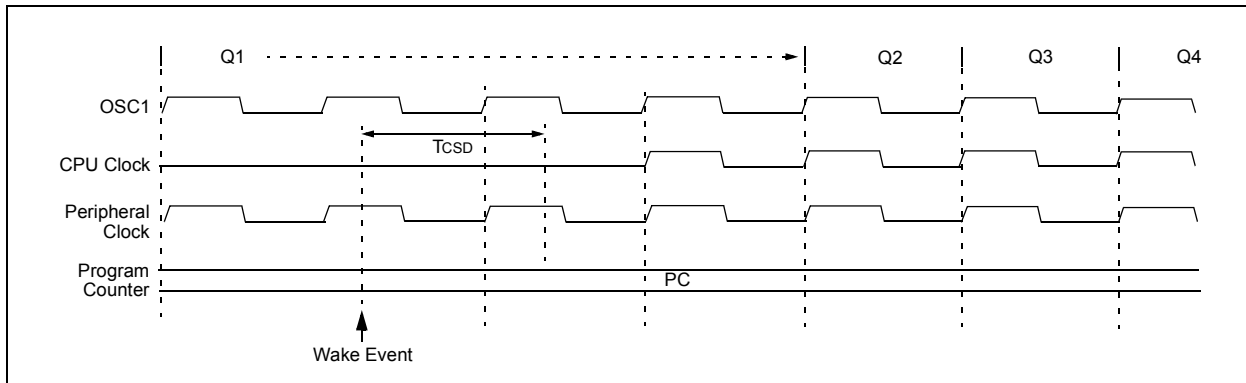 Q1 Q2 Q3 Q4
OSC1
TCSD
CPU Clock
Peripheral
Clock
Program
Counter
PC
Wake Event